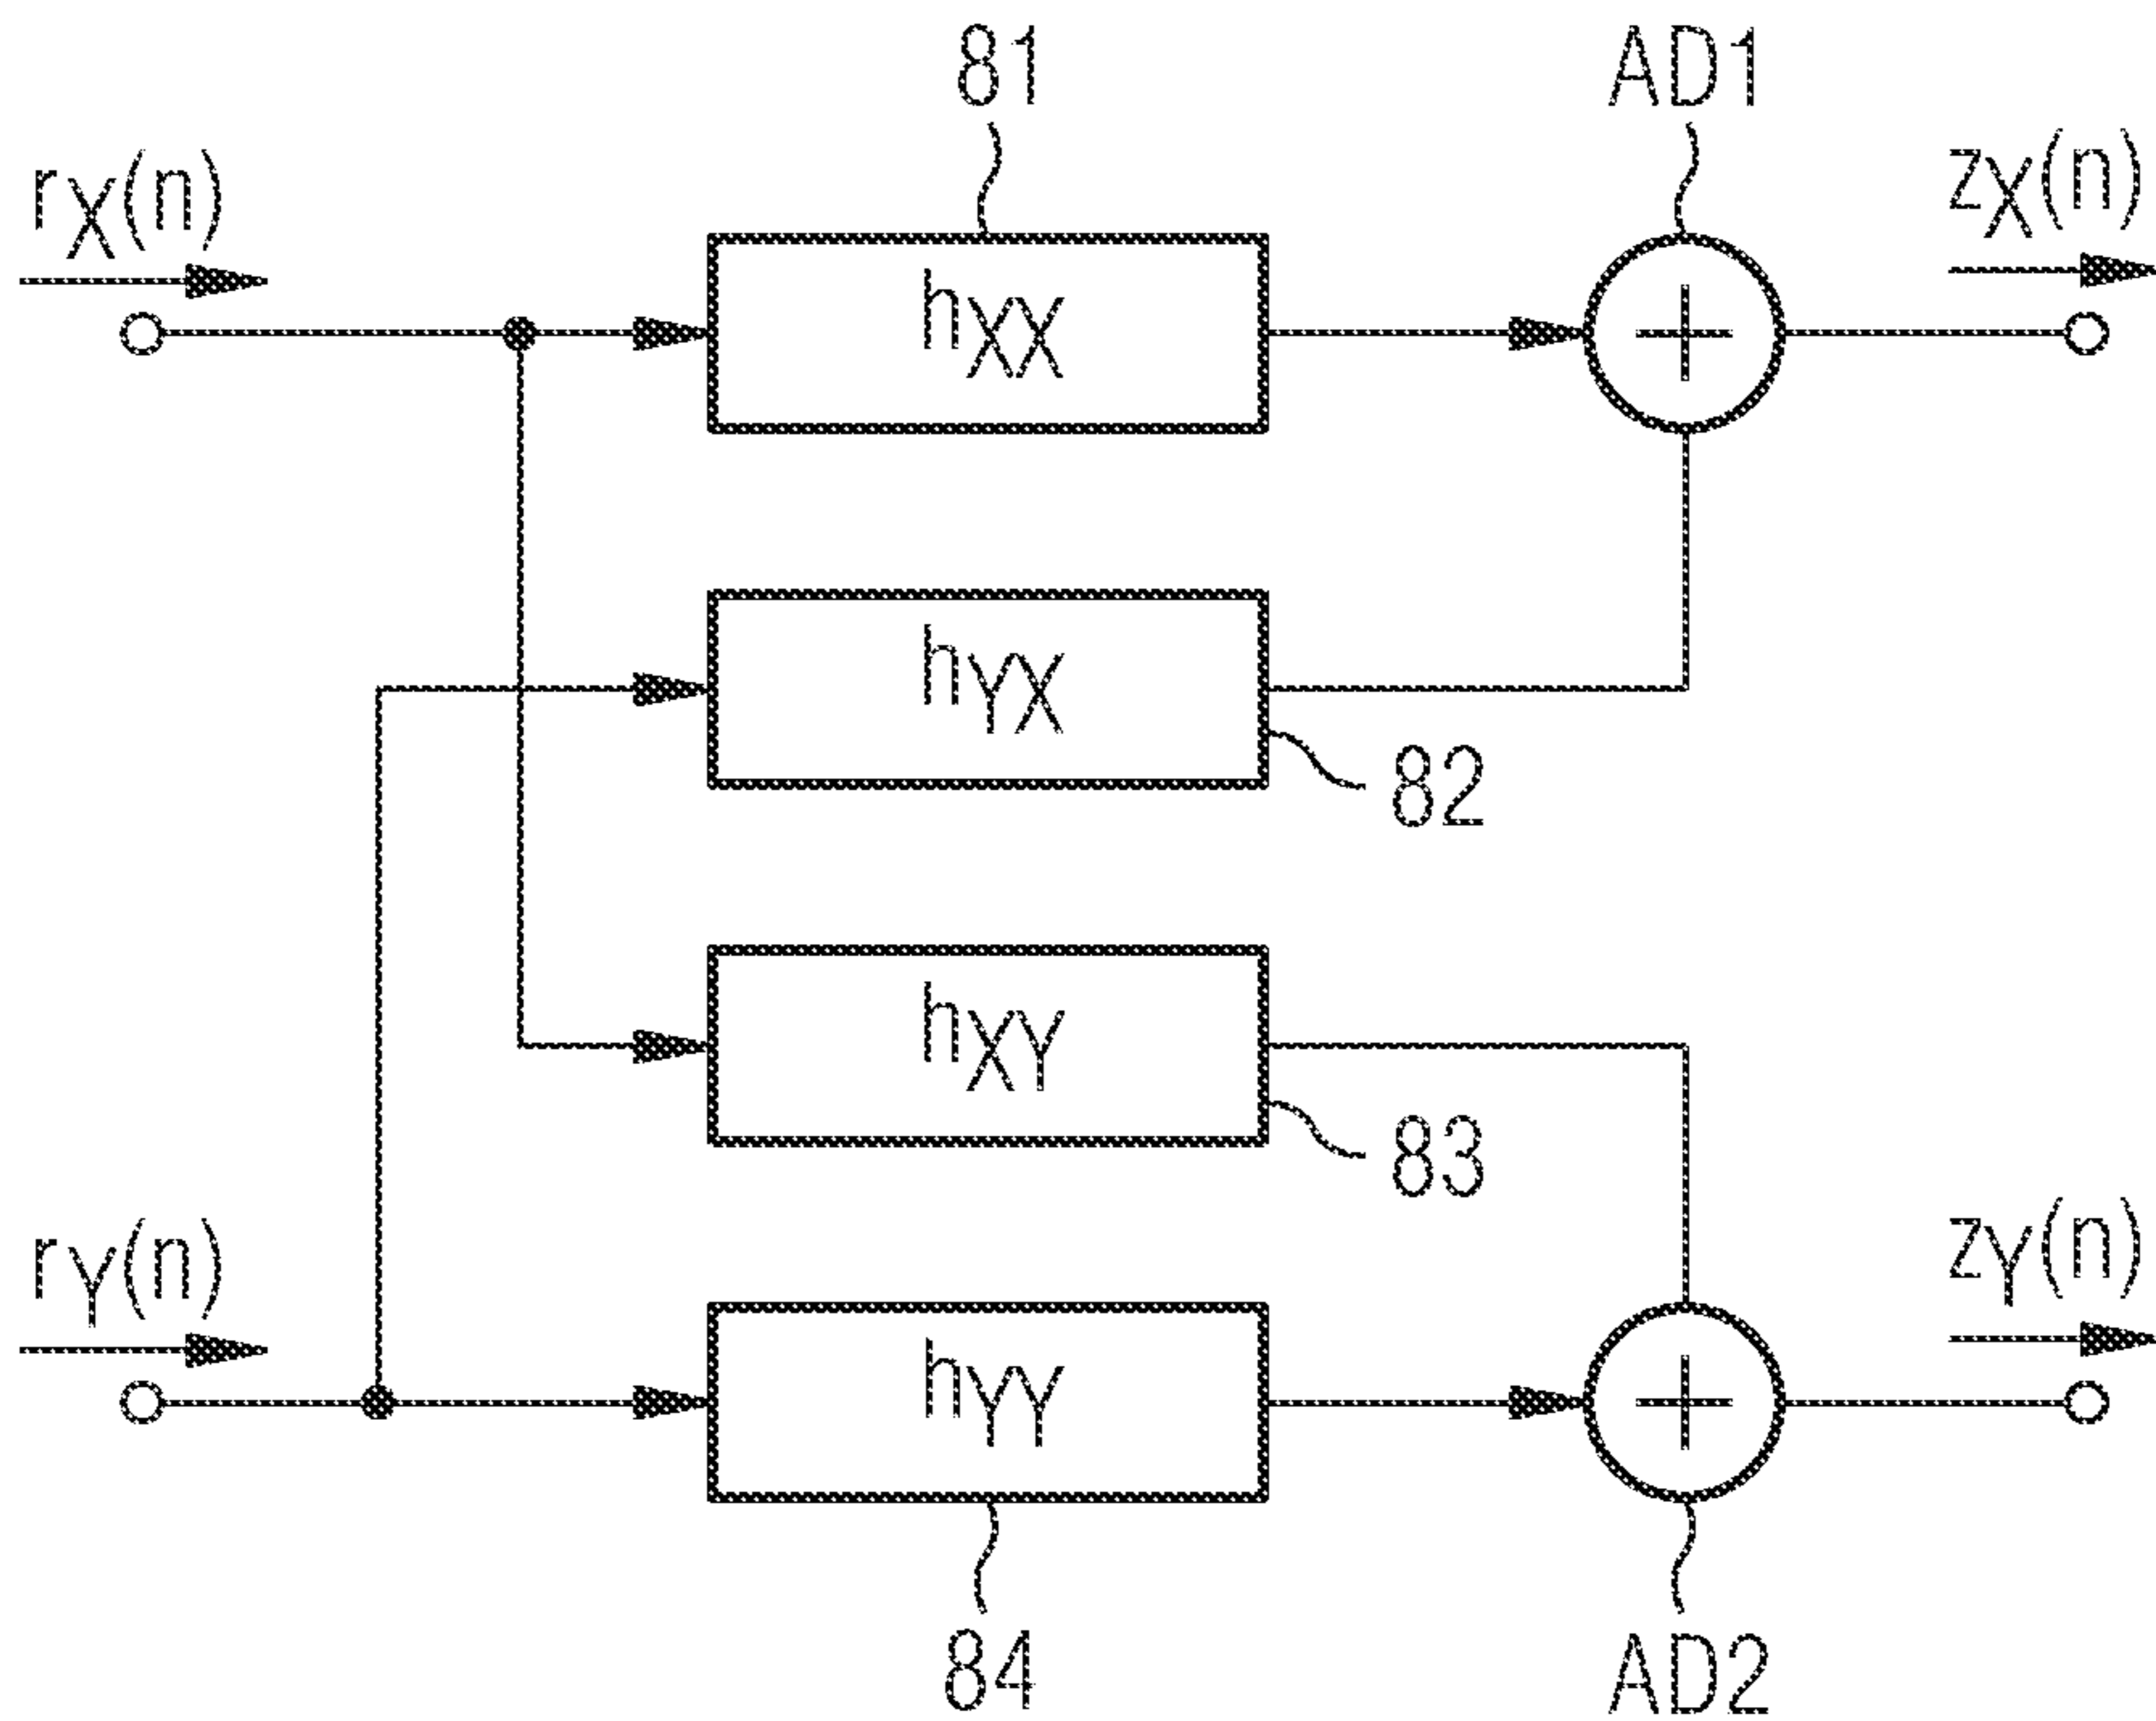 81
AD1
rX(n)
zX(n)
hXX
+
hYX
82
hXY
83
rY(n)
zY(n)
hYY
+
84
AD2